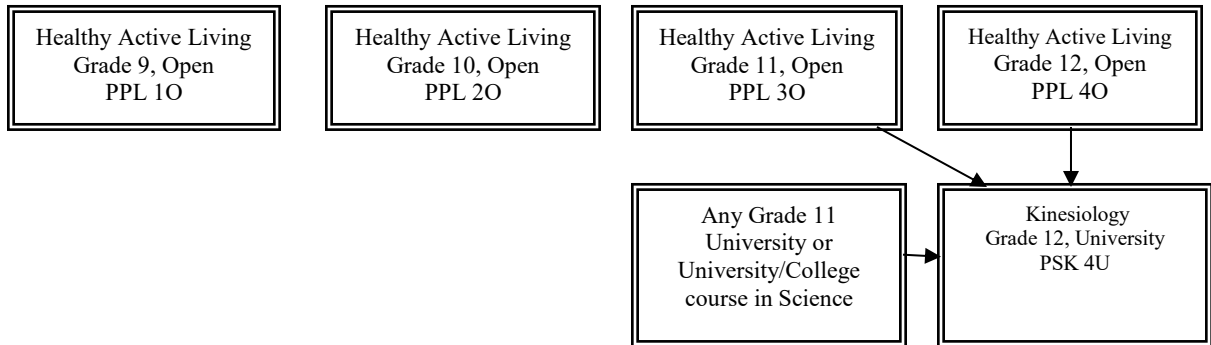 Healthy Active Living
Grade 9, Open
PPL 1O
Healthy Active Living
Grade 10, Open
PPL 2O
Healthy Active Living
Grade 11, Open
PPL 3O
Healthy Active Living
Grade 12, Open
PPL 4O
Any Grade 11
University or
University/College
course in Science
Kinesiology
Grade 12, University
PSK 4U